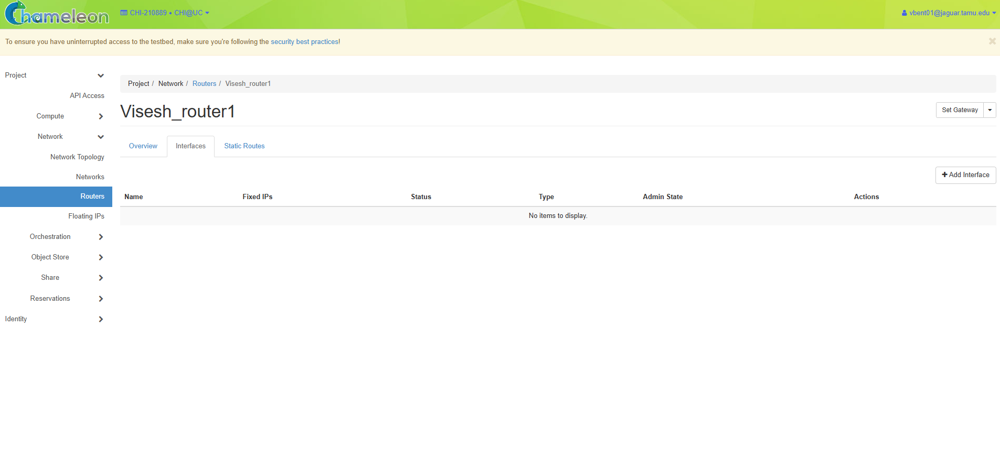 Chameleon
CHI-210889 • CHI@UC
vbent01@jaguar.tamu.edu
To ensure you have uninterrupted access to the testbed, make sure you're following the security best practices!
Project
API Access
Compute
Network
Network Topology
Networks
Routers
Floating IPs
Orchestration
Object Store
Share
Reservations
Identity
Project / Network / Routers / Visesh_router1
Visesh_router1
Set Gateway
Overview Interfaces Static Routes
Add Interface
Name Fixed IPs Status Type Admin State Actions
No items to display.